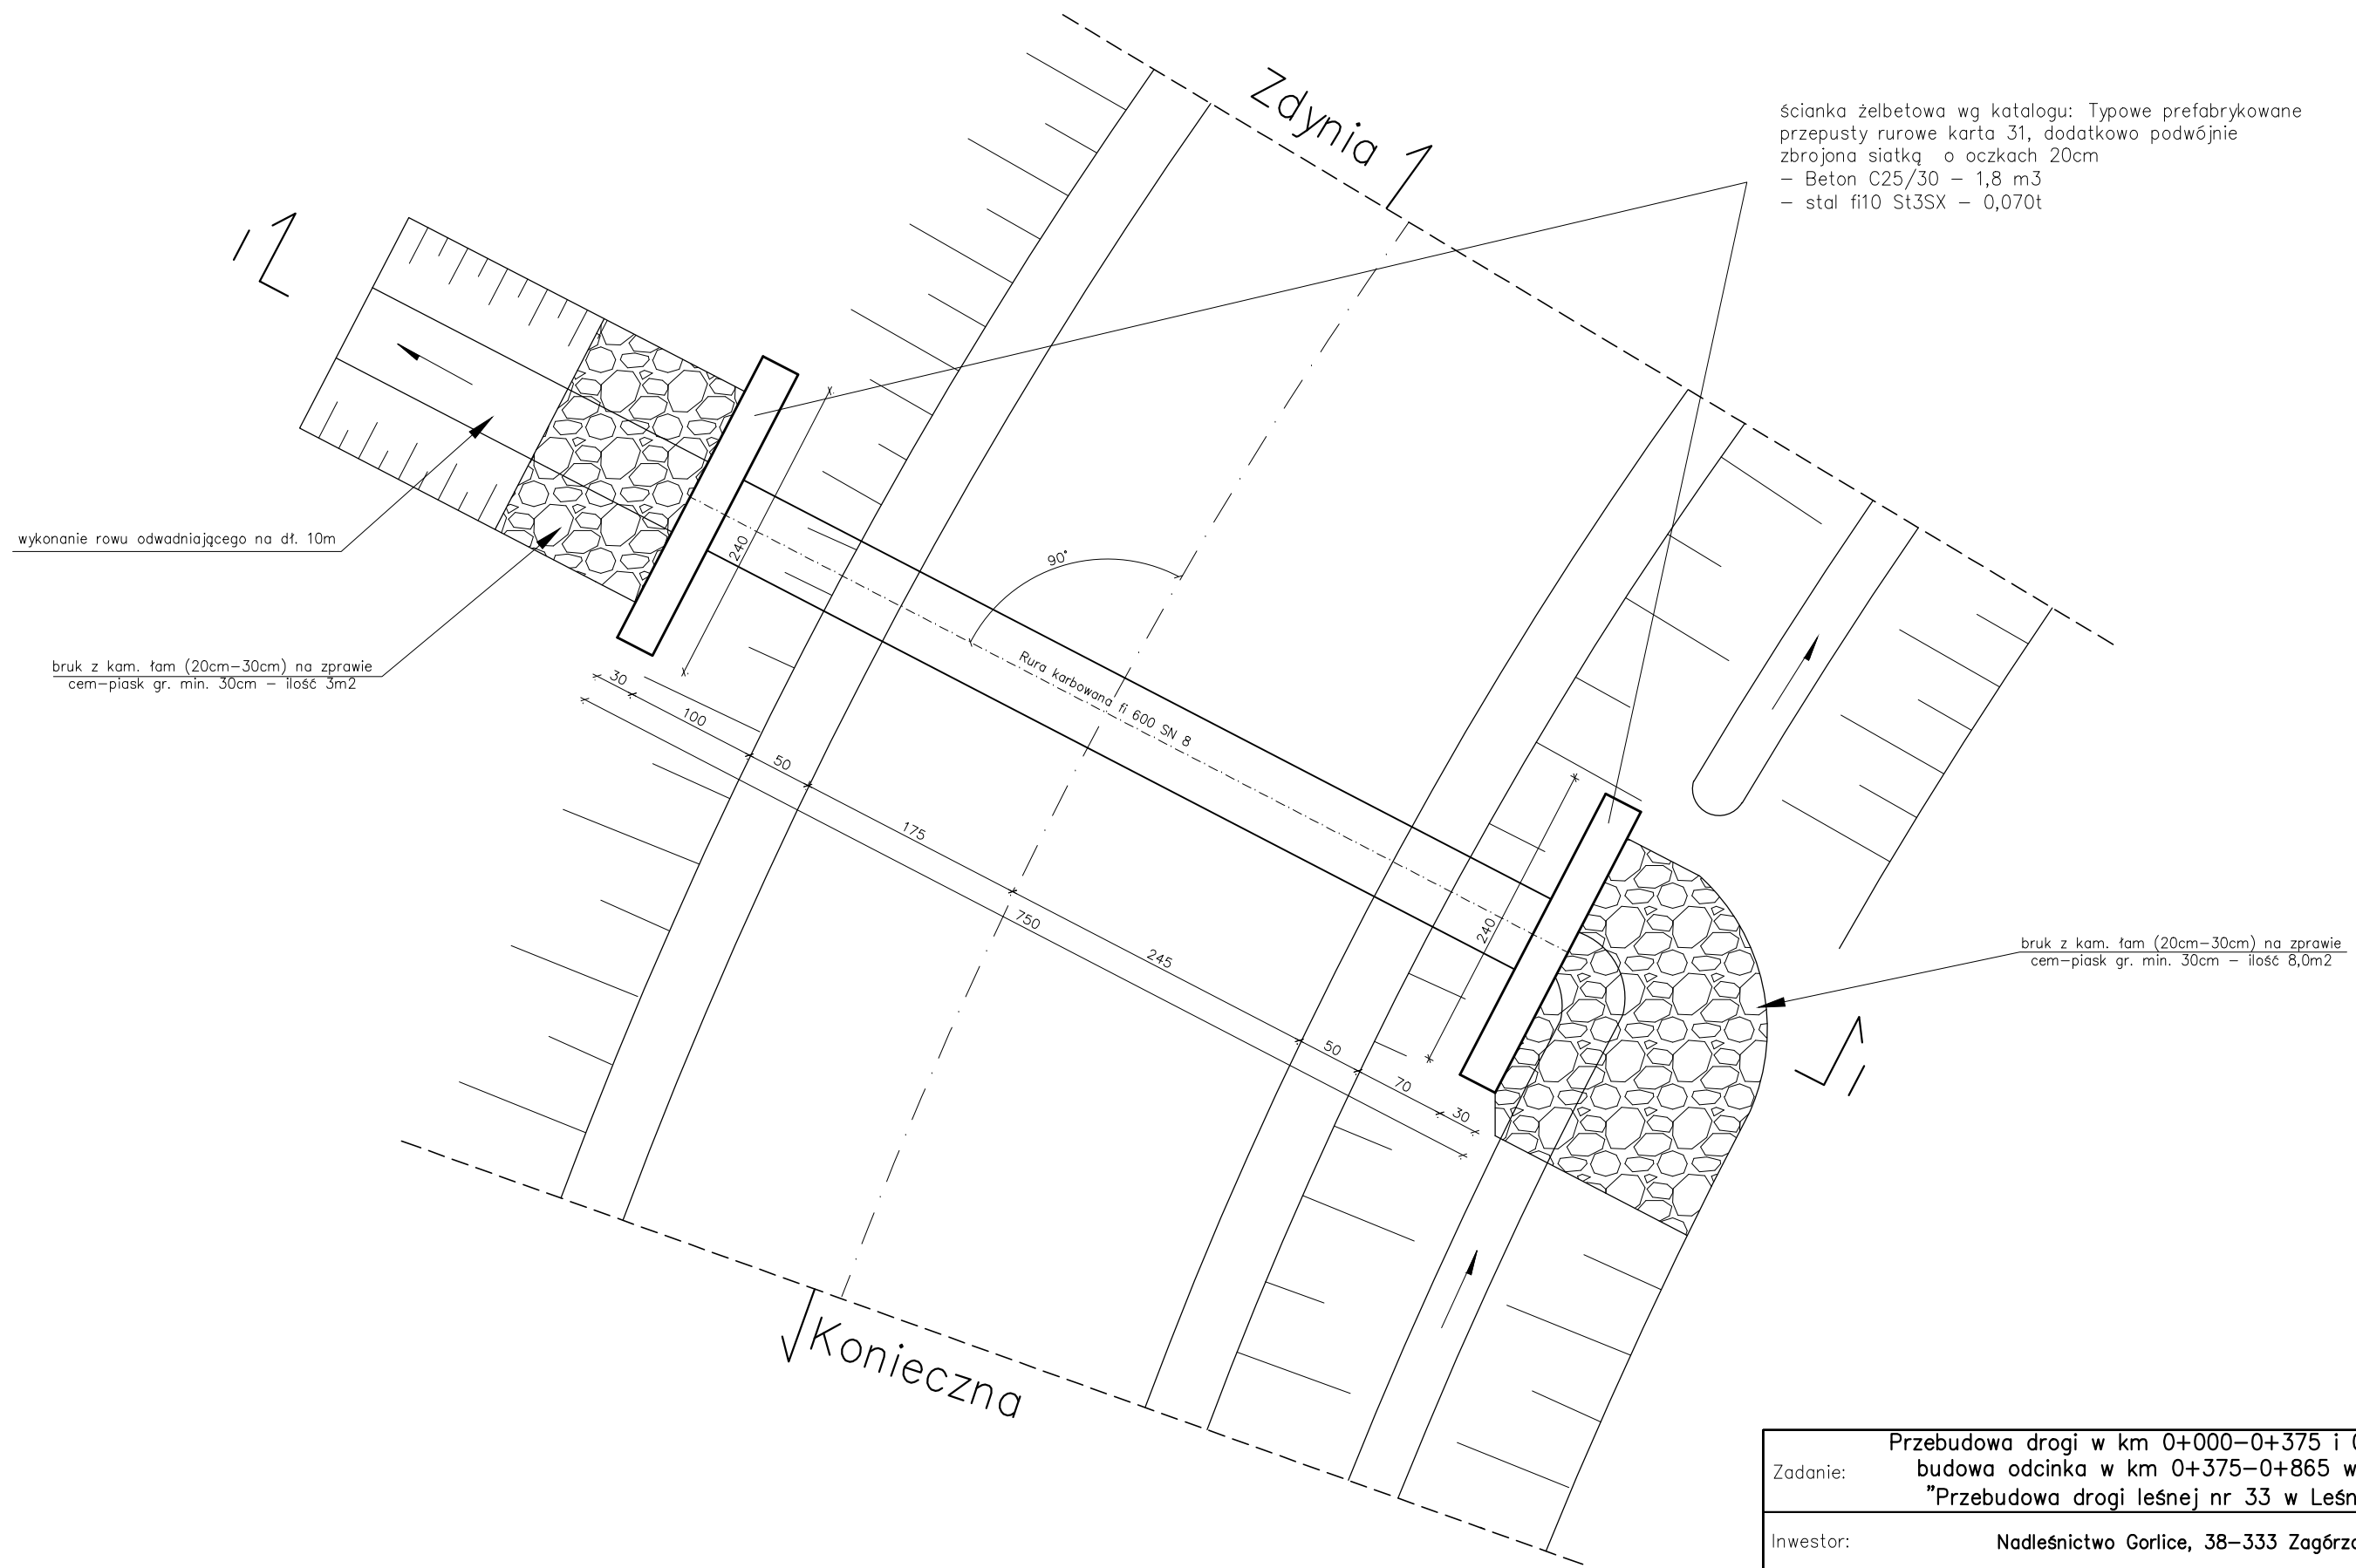 Zdynia
ścianka żelbetowa wg katalogu: Typowe prefabrykowane
przepusty rurowe karta 31, dodatkowo podwójnie
zbrojona siatką o oczkach 20cm
- Beton C25/30 - 1,8 m3
- stal fi10 St3SX - 0,070t
1
1
wykonanie rowu odwadniającego na dł. 10m
bruk z kam. łam (20cm-30cm) na zprawie
cem-piask gr. min. 30cm - ilość 3m2
240
90°
Rura karbowana fi 600 SN 8
30
100
50
175
750
245
50
70
30
240
bruk z kam. łam (20cm-30cm) na zprawie
cem-piask gr. min. 30cm - ilość 8,0m2
Konieczna
Zadanie:
Przebudowa drogi w km 0+000-0+375 i
budowa odcinka w km 0+375-0+865
"Przebudowa drogi leśnej nr 33 w
Inwestor:
Nadleśnictwo Gorlice, 38-333